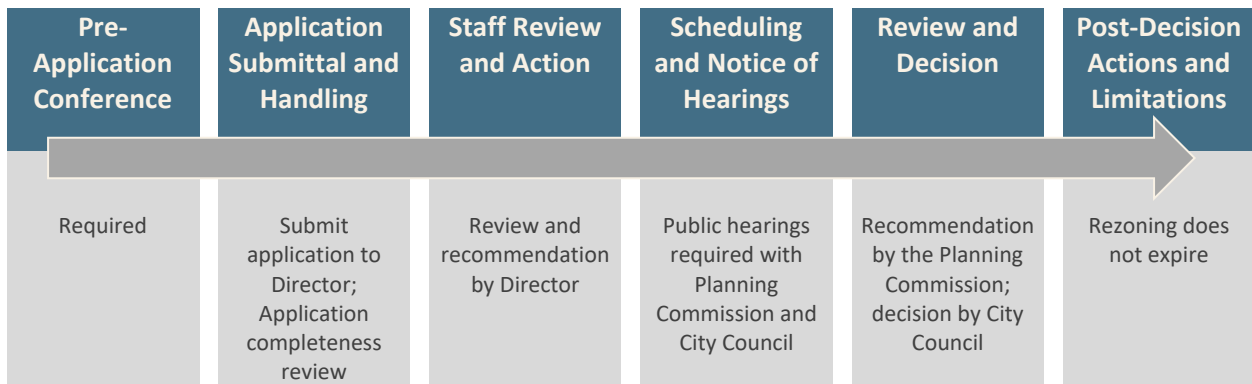 Pre-
Application
Conference
Application
Submittal and
Handling
Staff Review
and Action
Scheduling
and Notice of
Hearings
Review and
Decision
Post-Decision
Actions and
Limitations
Required
Submit
application to
Director;
Application
completeness
review
Review and
recommendation
by Director
Public hearings
required with
Planning
Commission and
City Council
Recommendation
by the Planning
Commission;
decision by City
Council
Rezoning does
not expire